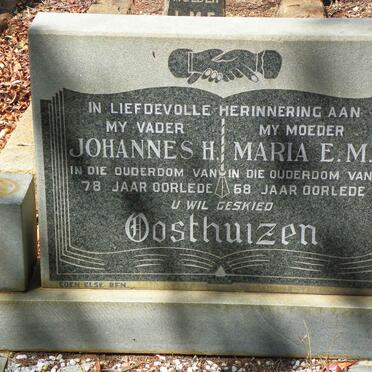 MOEDER
IN LIEFDEVOLLE HERINNERING AAN
MY VADER MY MOEDER
JOHANNES H. MARIA E.M.
IN DIE OUDERDOM VAN IN DIE OUDERDOM VAN
78 JAAR OORLEDE 68 JAAR OORLEDE
U WIL GESKIED
Oosthuizen